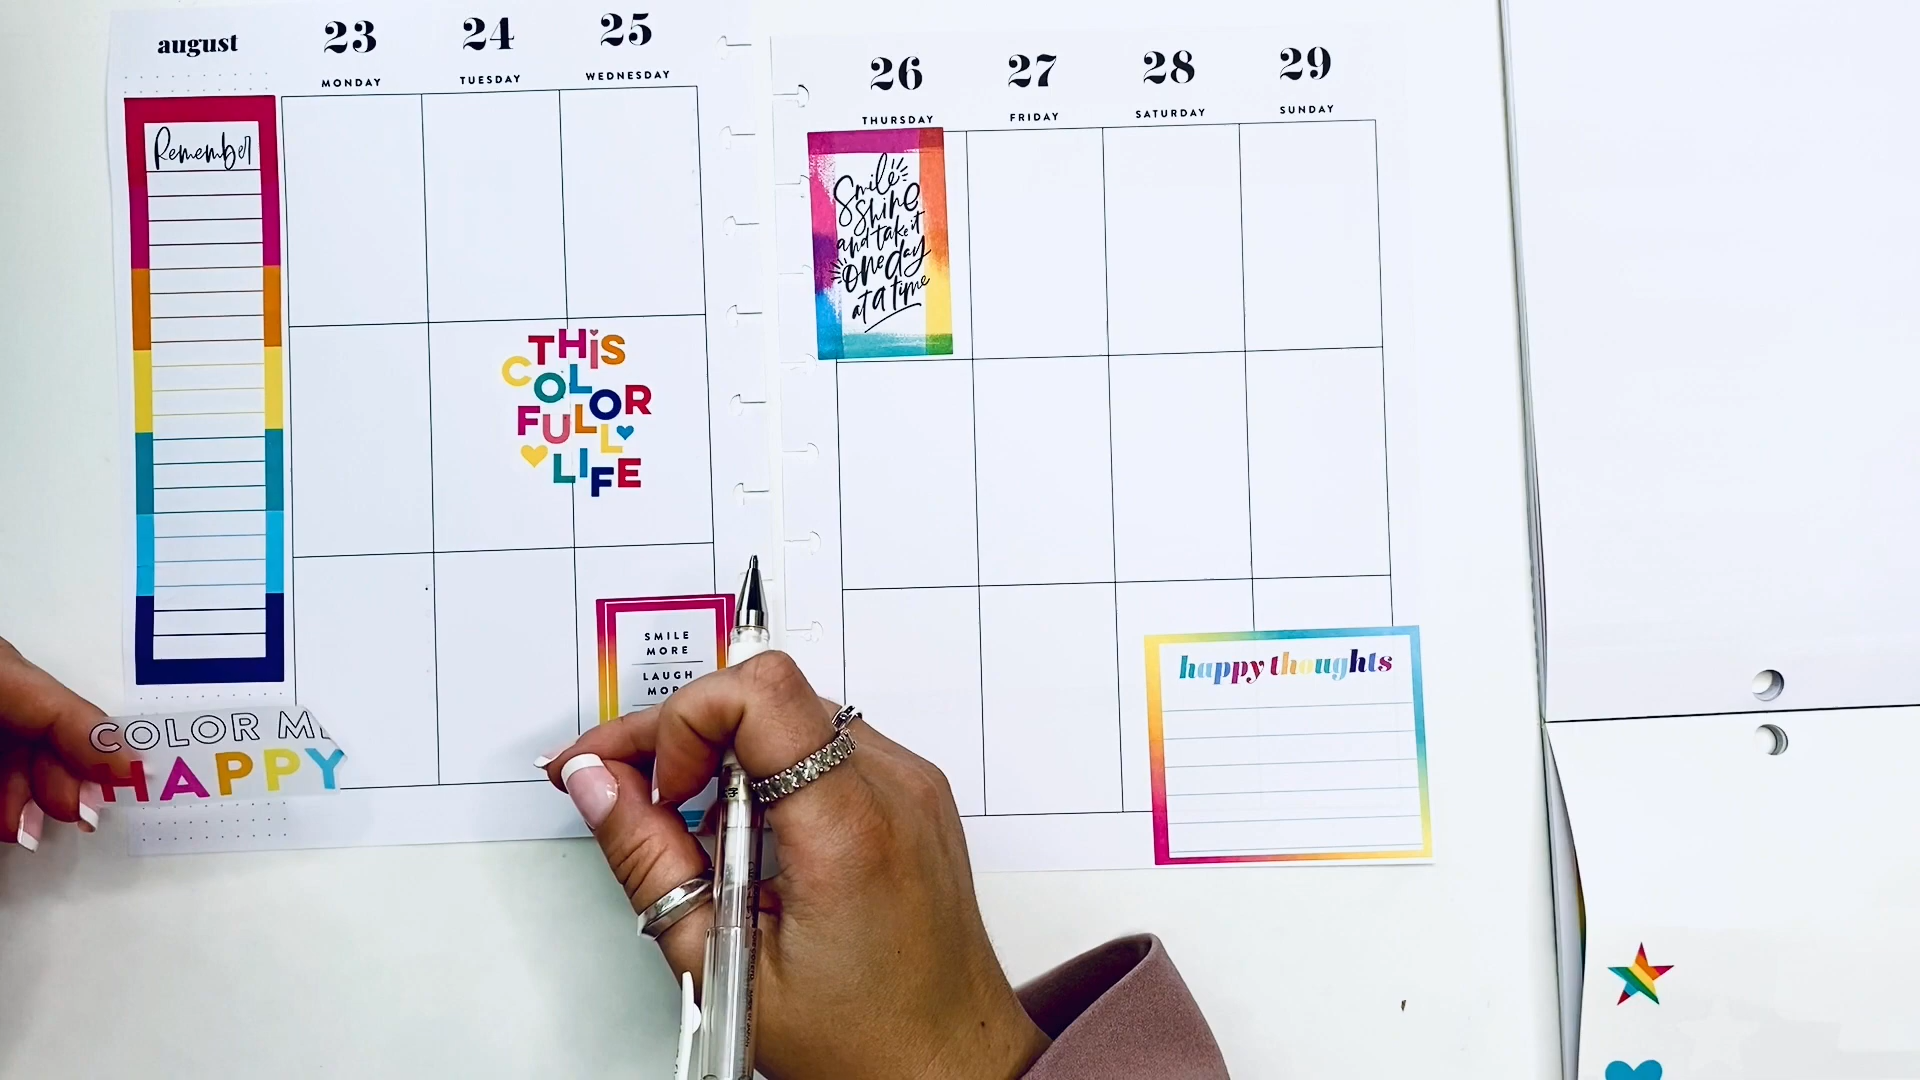 august
23
MONDAY
24
TUESDAY
25
WEDNESDAY
26
THURSDAY
27
FRIDAY
28
SATURDAY
29
SUNDAY
Remember
Smile
Shine
and take it
one day
at a time
THiS
COLOR
FULL
LIFE
SMILE
MORE
LAUGH
happy thoughts
COLOR
HAPPY